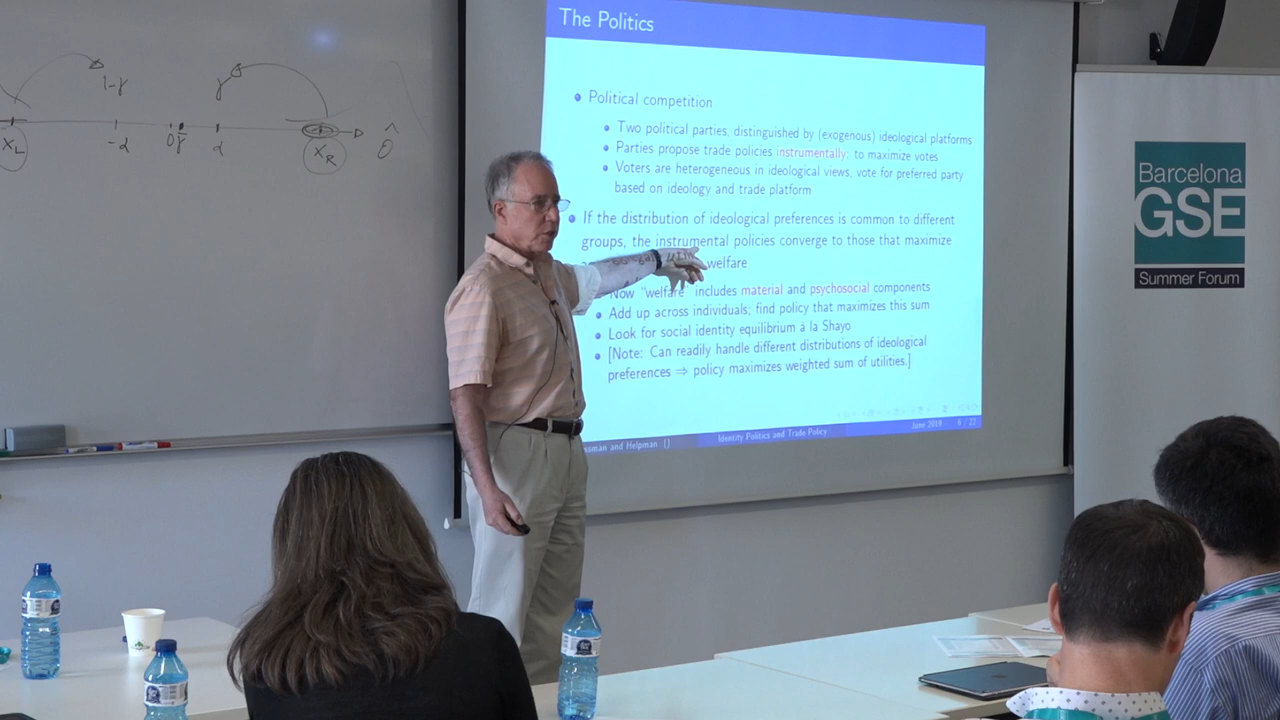 1-γ
γ
X_L
-α
0
γ̄
α
X_R
θ̂
The Politics
Political competition
Two political parties, distinguished by (exogenous) ideological platforms
Parties propose trade policies instrumentally: to maximize votes
Voters are heterogeneous in ideological views, vote for preferred party
based on ideology and trade platform
If the distribution of ideological preferences is common to different
groups, the instrumental policies converge to those that maximize
welfare
Now "welfare" includes material and psychosocial components
Add up across individuals; find policy that maximizes this sum
Look for social identity equilibrium à la Shayo
[Note: Can readily handle different distributions of ideological
preferences ⇒ policy maximizes weighted sum of utilities.]
ssman and Helpman () Identity Politics and Trade Policy June 2019 / 22
Barcelona
GSE
Summer Forum